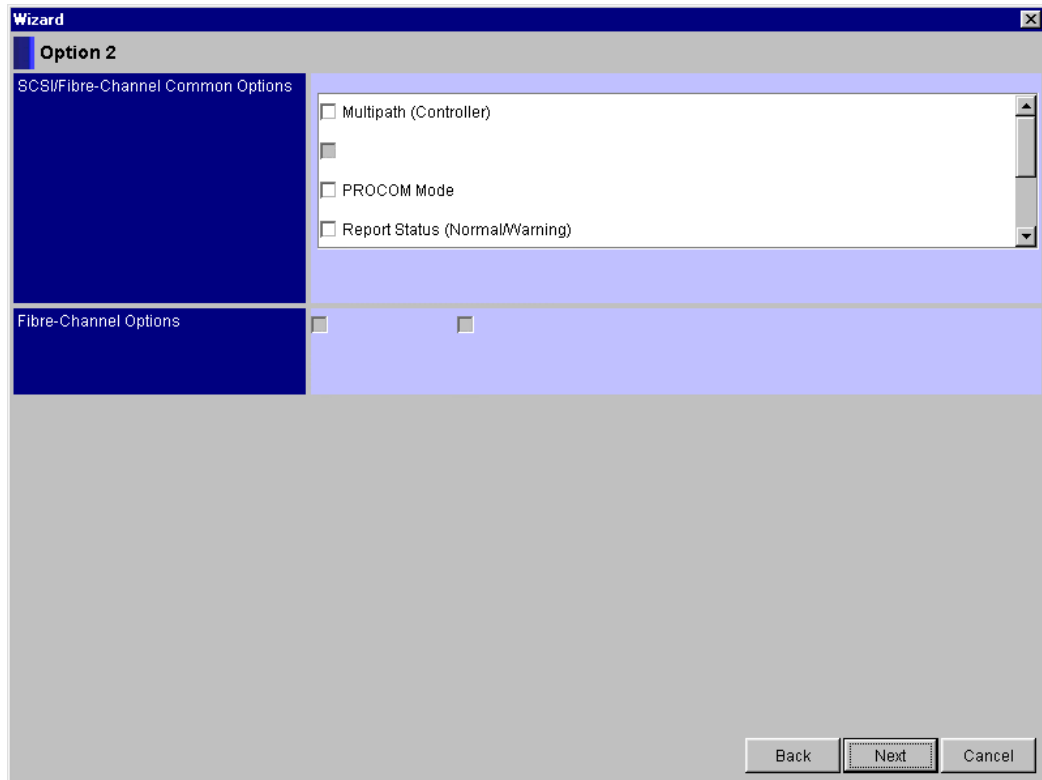 Wizard
Option 2
SCSI/Fibre-Channel Common Options
Multipath (Controller)
PROCOM Mode
Report Status (Normal/Warning)
Fibre-Channel Options
Back
Next
Cancel